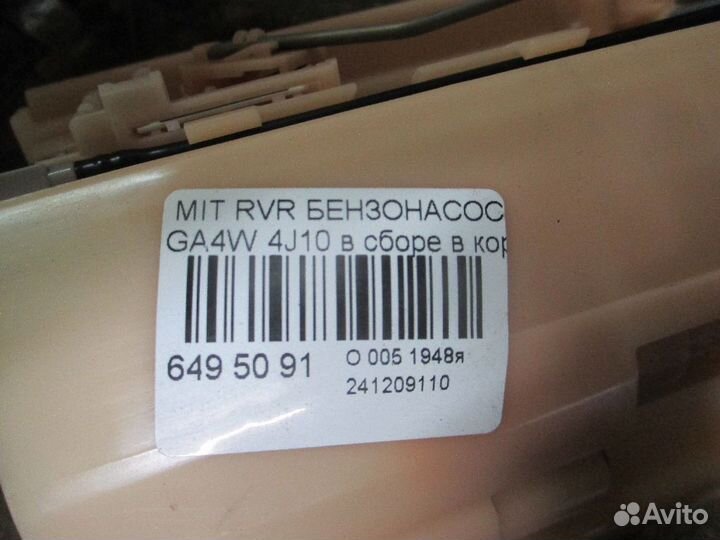 MIT RVR БЕНЗОНАСОС
GA4W 4J10 в сборе в кор
649 50 91 О 005 1948я
241209110
Avito